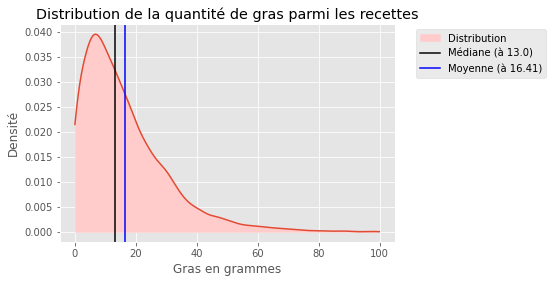 Distribution de la quantité de gras parmi les recettes
Distribution
Médiane (à 13.0)
Moyenne (à 16.41)
0.040
0.035
0.030
0.025
0.020
0.015
0.010
0.005
0.000
Densité
0 20 40 60 80 100
Gras en grammes